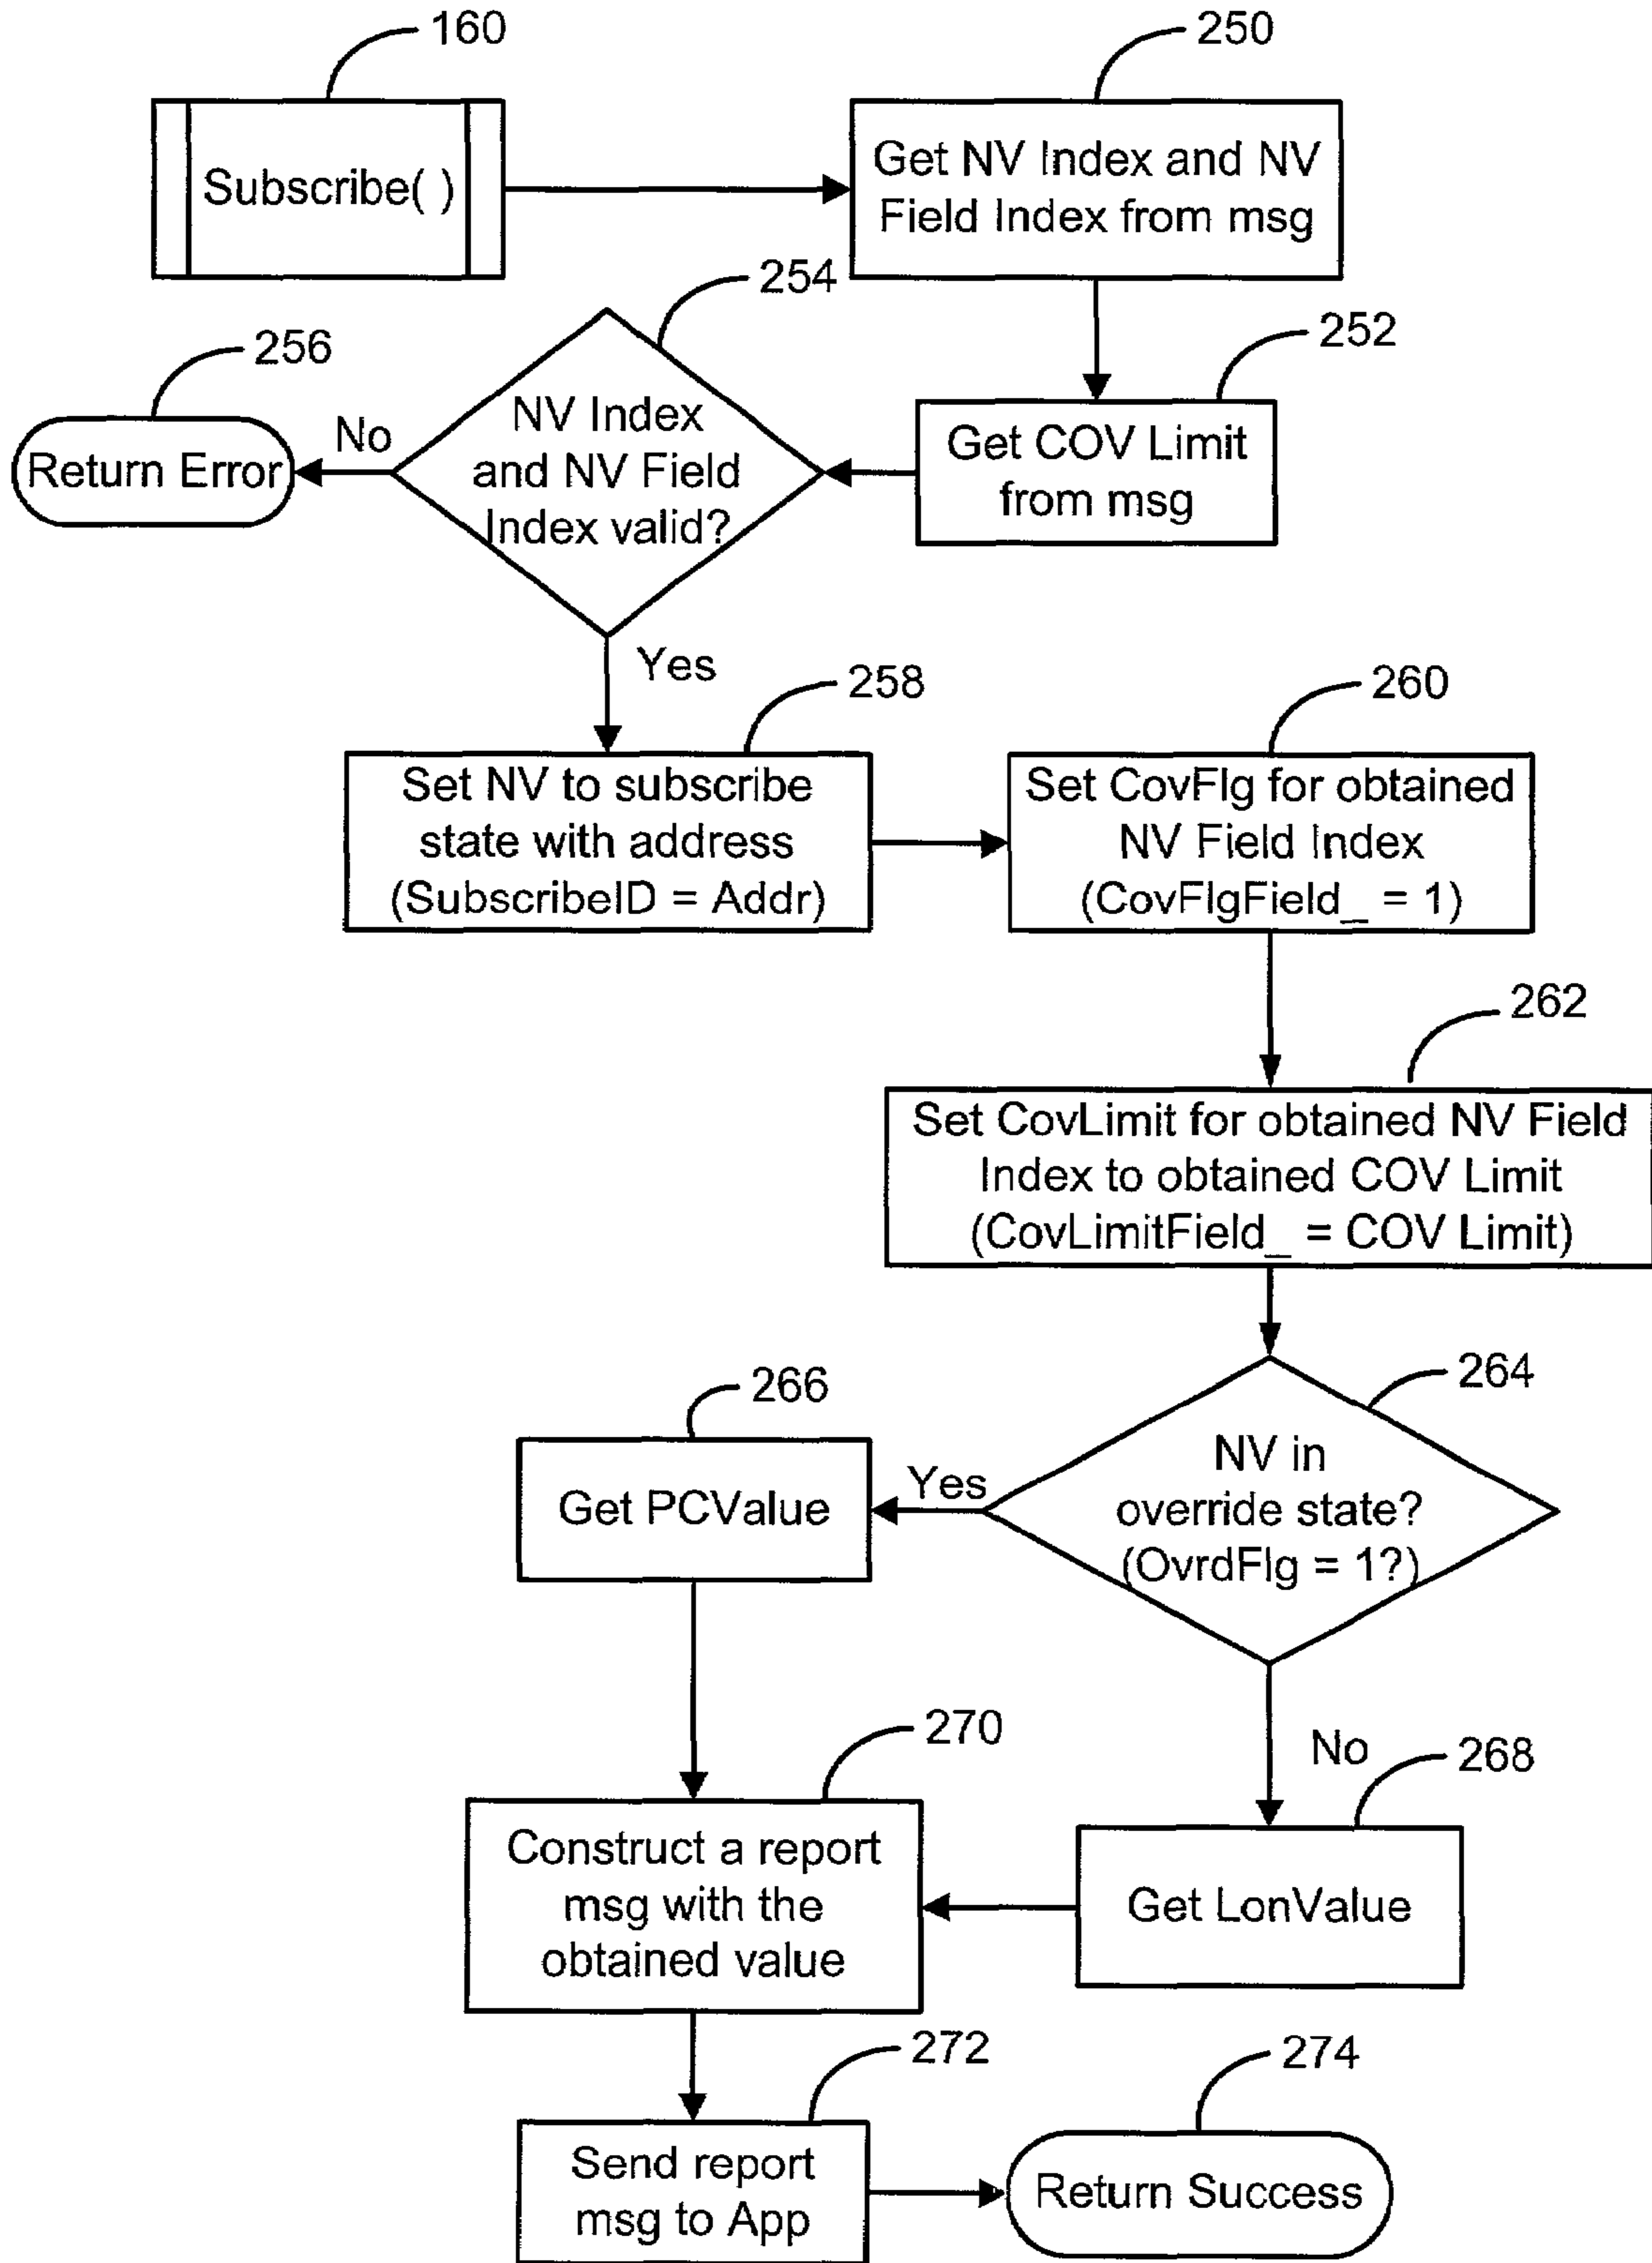 160
Subscribe( )
250
Get NV Index and NV
Field Index from msg
254
256
252
NV Index
and NV Field
Index valid?
No
Return Error
Get COV Limit
from msg
Yes
258
Set NV to subscribe
state with address
(SubscribeID = Addr)
260
Set CovFlg for obtained
NV Field Index
(CovFlgField_ = 1)
262
Set CovLimit for obtained NV Field
Index to obtained COV Limit
(CovLimitField_ = COV Limit)
264
NV in
override state?
(OvrdFlg = 1?)
Yes
266
Get PCValue
No
268
Get LonValue
270
Construct a report
msg with the
obtained value
272
Send report
msg to App
274
Return Success